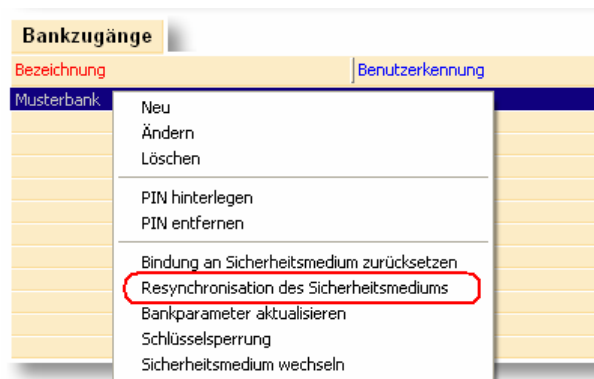 Bankzugänge
Bezeichnung Benutzerkennung
Musterbank
Neu
Ändern
Löschen
PIN hinterlegen
PIN entfernen
Bindung an Sicherheitsmedium zurücksetzen
Resynchronisation des Sicherheitsmediums
Bankparameter aktualisieren
Schlüsselsperrung
Sicherheitsmedium wechseln